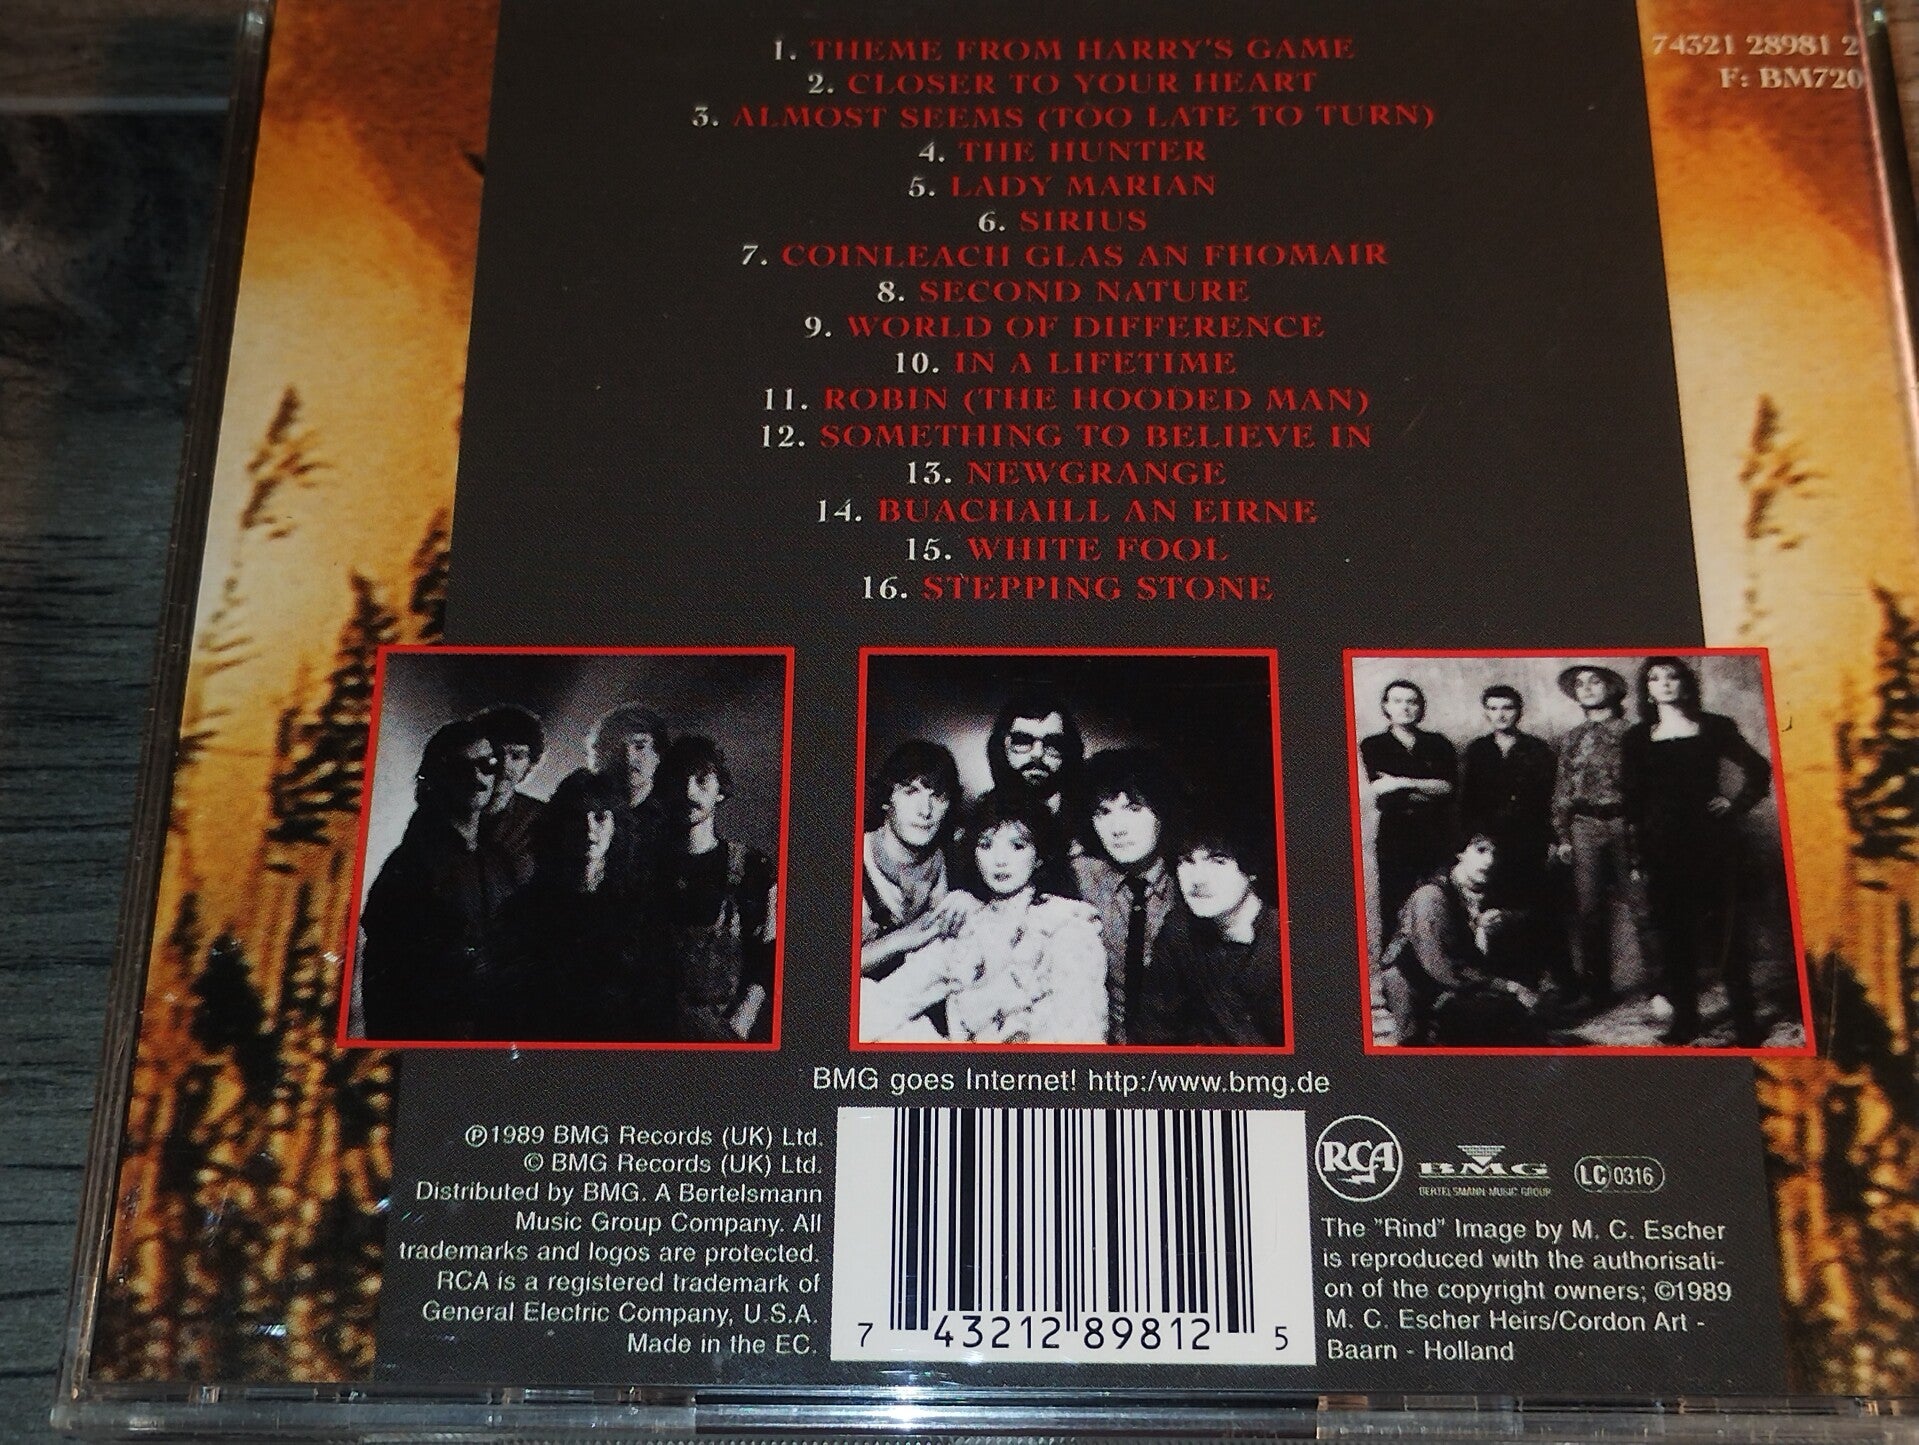 1. THEME FROM HARRY'S GAME
2. CLOSER TO YOUR HEART
3. ALMOST SEEMS (TOO LATE TO TURN)
4. THE HUNTER
5. LADY MARIAN
6. SIRIUS
7. COINLEACH GLAS AN FHOMAIR
8. SECOND NATURE
9. WORLD OF DIFFERENCE
10. IN A LIFETIME
11. ROBIN (THE HOODED MAN)
12. SOMETHING TO BELIEVE IN
13. NEWGRANGE
14. BUACHAILL AN EIRNE
15. WHITE FOOL
16. STEPPING STONE
74321 28981 2
F: BM720
BMG goes Internet! http:/www.bmg.de
℗1989 BMG Records (UK) Ltd.
© BMG Records (UK) Ltd.
Distributed by BMG. A Bertelsmann
Music Group Company. All
trademarks and logos are protected.
RCA is a registered trademark of
General Electric Company, U.S.A.
Made in the EC.
7 43212 89812 5
RCA
BMG
BERTELSMANN MUSIC GROUP
LC 0316
The "Rind" Image by M. C. Escher
is reproduced with the authorisati-
on of the copyright owners; ©1989
M. C. Escher Heirs/Cordon Art -
Baarn - Holland